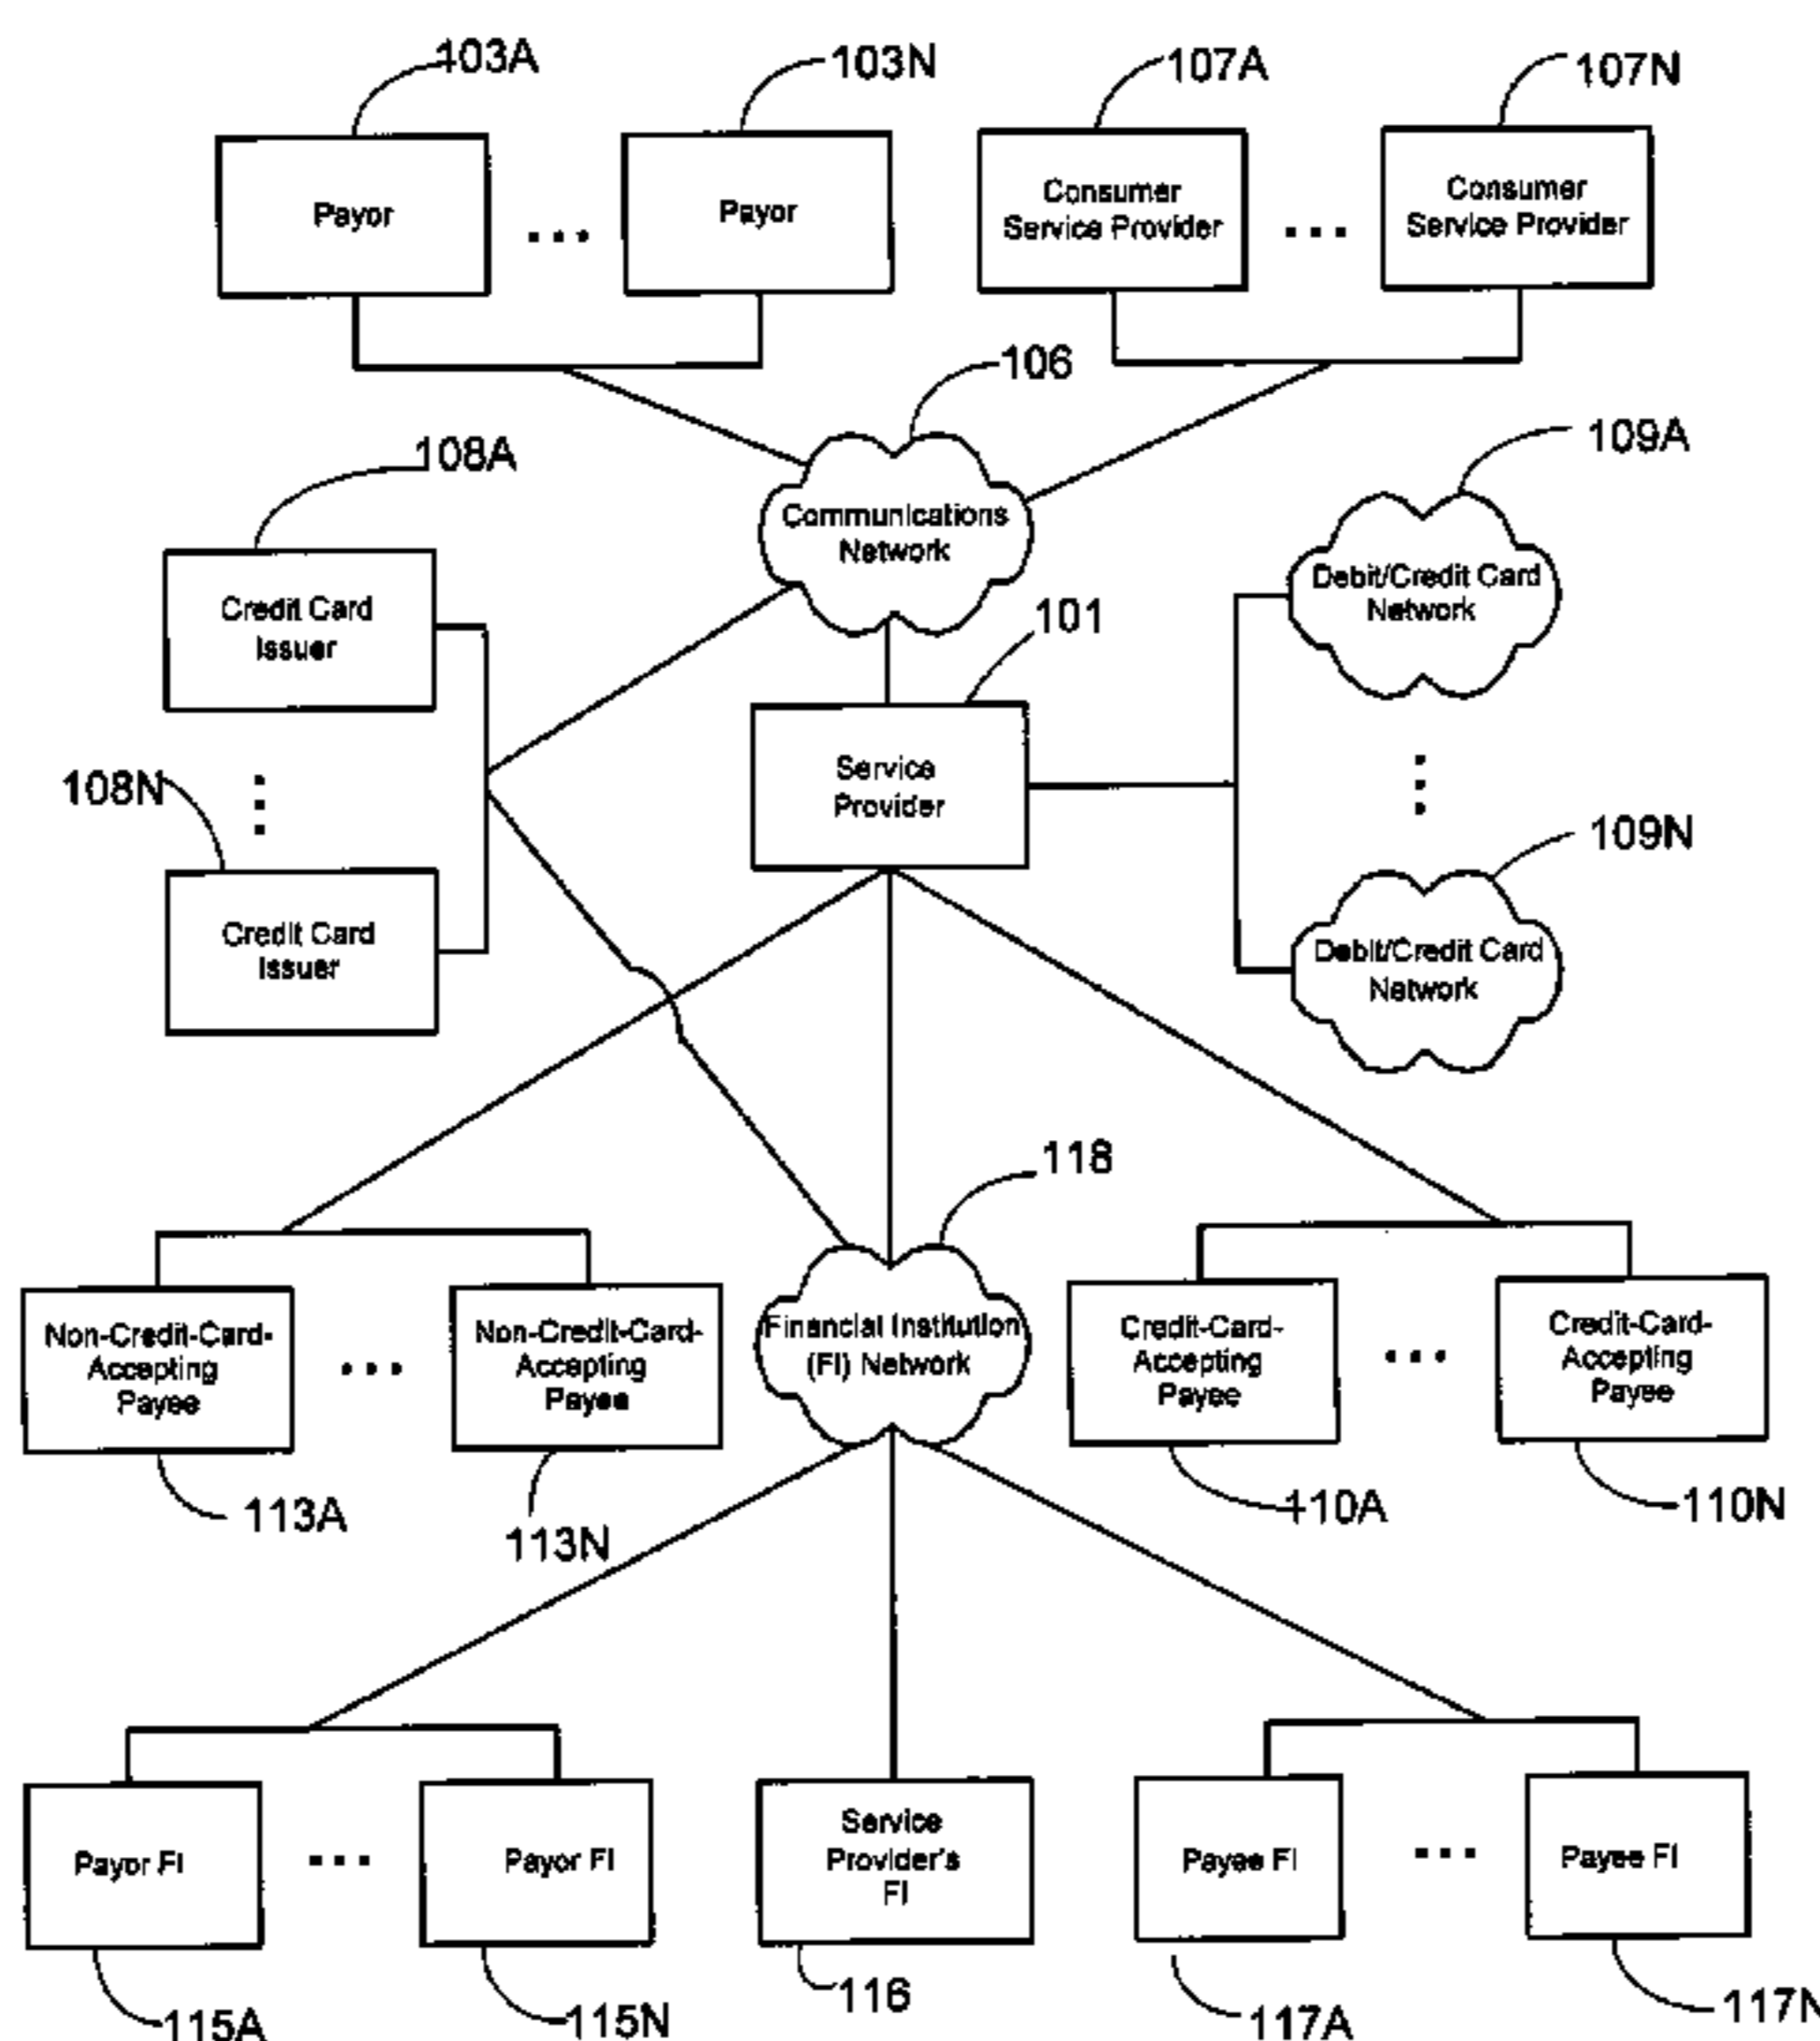 103A
103N
107A
107N
Payor
Payor
Consumer
Service Provider
Consumer
Service Provider
106
108A
109A
Communications
Network
Credit Card
Issuer
Debit/Credit Card
Network
101
108N
Service
Provider
109N
Credit Card
Issuer
Debit/Credit Card
Network
118
Non-Credit-Card-
Accepting
Payee
Non-Credit-Card-
Accepting
Payee
Financial Institution
(FI) Network
Credit-Card-
Accepting
Payee
Credit-Card-
Accepting
Payee
113A
113N
110A
110N
Payor FI
Payor FI
Service
Provider's
FI
Payee FI
Payee FI
115A
115N
116
117A
117N